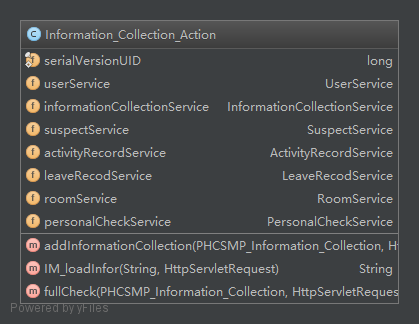 C Information_Collection_Action
f serialVersionUID long
f userService UserService
f informationCollectionService InformationCollectionService
f suspectService SuspectService
f activityRecordService ActivityRecordService
f leaveRecodService LeaveRecodService
f roomService RoomService
f personalCheckService PersonalCheckService
m addInformationCollection(PHCSMP_Information_Collection, H
m IM_loadInfor(String, HttpServletRequest) String
m fullCheck(PHCSMP_Information_Collection, HttpServletReques
Powered by yFiles